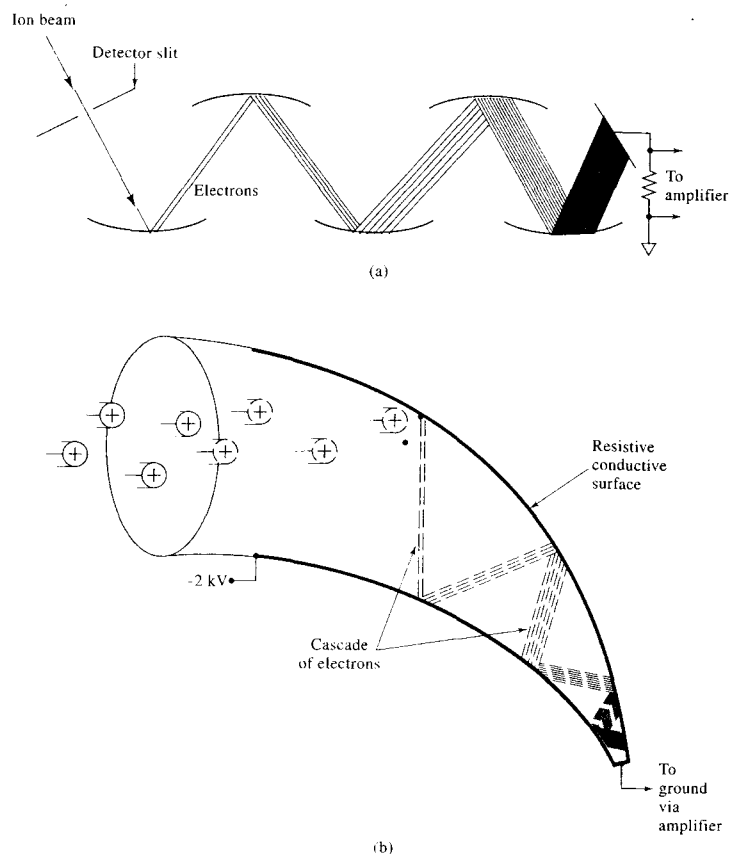 Ion beam
Detector slit
Electrons
To
amplifier
(a)
+
+
+
+
+
+
+
Resistive
conductive
surface
-2 kV
Cascade
of electrons
To
ground
via
amplifier
(b)